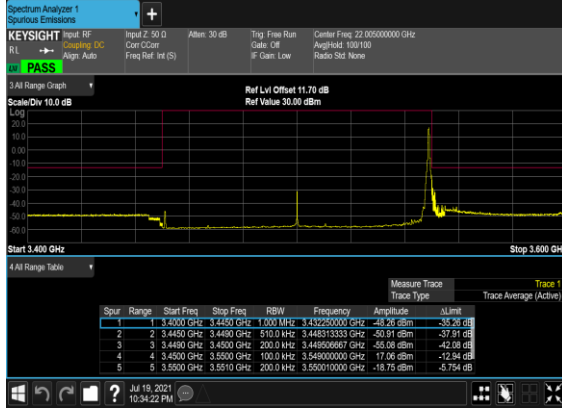 Spectrum Analyzer 1
Spurious Emissions
KEYSIGHT Input: RF Input Z: 50 Ω Atten: 30 dB Trig: Free Run Center Freq: 22.005000000 GHz
RL Coupling: DC Corr CCorr Gate: Off Avg|Hold: 100/100
Align: Auto Freq Ref: Int (S) IF Gain: Low Radio Std: None
PASS
3 All Range Graph
Ref Lvl Offset 11.70 dB
Scale/Div 10.0 dB Ref Value 30.00 dBm
Log
20.0
10.0
0.00
-10.0
-20.0
-30.0
-40.0
-50.0
-60.0
Start 3.400 GHz Stop 3.600 GH
4 All Range Table
Measure Trace Trace 1
Trace Type Trace Average (Active)
Spur Range Start Freq Stop Freq RBW Frequency Amplitude ΔLimit
1 1 3.4000 GHz 3.4450 GHz 1.000 MHz 3.432250000 GHz -48.26 dBm -35.26 dB
2 2 3.4450 GHz 3.4490 GHz 510.0 kHz 3.448313333 GHz -50.91 dBm -37.91 dB
3 3 3.4490 GHz 3.4500 GHz 200.0 kHz 3.449506667 GHz -55.08 dBm -42.08 dB
4 4 3.4500 GHz 3.5500 GHz 100.0 kHz 3.549000000 GHz 17.06 dBm -12.94 dB
5 5 3.5500 GHz 3.5510 GHz 200.0 kHz 3.550010000 GHz -18.75 dBm -5.754 dB
Jul 19, 2021
10:34:22 PM